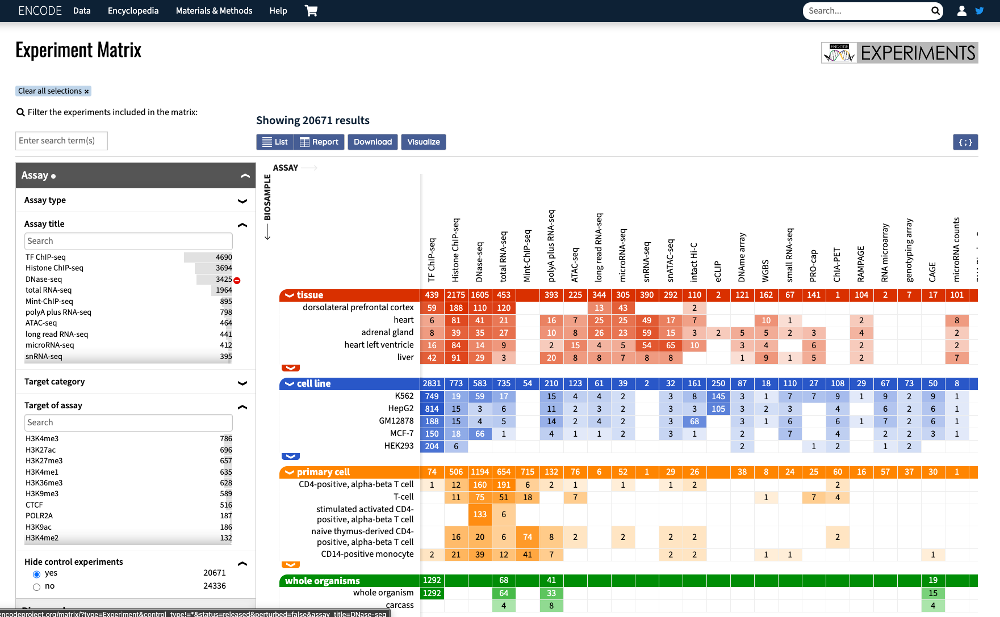 ENCODE Data Encyclopedia Materials & Methods Help Search...
Experiment Matrix
ENCODE EXPERIMENTS
Clear all selections ×
Filter the experiments included in the matrix:
Enter search term(s)
Showing 20671 results
List Report Download Visualize {;}
Assay
Assay type
Assay title
Search
TF ChIP-seq 4690
Histone ChIP-seq 3694
DNase-seq 3425
total RNA-seq 1964
Mint-ChIP-seq 895
polyA plus RNA-seq 798
ATAC-seq 464
long read RNA-seq 441
microRNA-seq 412
snRNA-seq 395
Target category
Target of assay
Search
H3K4me3 786
H3K27ac 696
H3K27me3 657
H3K4me1 635
H3K36me3 628
H3K9me3 589
CTCF 516
POLR2A 187
H3K9ac 186
H3K4me2 132
Hide control experiments
yes 20671
no 24336
encodeproject.org/matrix/?type=Experiment&control_type!=*&status=released&perturbed=false&assay_title=DNase-seq
ASSAY
BIOSAMPLE
TF ChIP-seq
Histone ChIP-seq
DNase-seq
total RNA-seq
Mint-ChIP-seq
polyA plus RNA-seq
ATAC-seq
long read RNA-seq
microRNA-seq
snRNA-seq
snATAC-seq
intact Hi-C
eCLIP
DNAme array
WGBS
small RNA-seq
PRO-cap
ChIA-PET
RAMPAGE
RNA microarray
genotyping array
CAGE
microRNA counts
tissue 439 2175 1605 453 393 225 344 305 390 292 110 2 121 162 67 141 1 104 2 7 17 101
dorsolateral prefrontal cortex 59 188 110 120 13 43 2
heart 6 81 41 21 16 7 25 25 49 17 7 10 1 2 8
adrenal gland 8 39 35 27 10 8 26 23 59 15 3 2 5 5 2 3 4 2
heart left ventricle 16 84 14 9 2 15 4 5 54 65 10 3 4 6 2 2
liver 42 91 29 3 20 8 8 7 8 8 1 9 1 5 2 7
cell line 2831 773 583 735 54 210 123 61 39 2 32 161 250 87 18 110 27 108 29 67 73 50 8
K562 749 19 59 17 15 4 4 2 3 8 145 3 1 7 7 9 1 9 2 9 1
HepG2 814 15 3 6 11 2 3 2 3 3 105 3 2 3 4 6 2 6 1
GM12878 188 15 4 5 14 2 4 2 3 68 3 1 6 6 1 7 2 6 1
MCF-7 150 18 66 1 4 1 1 2 3 1 2 7 4 2 2 3 1
HEK293 204 6 2 1 2 1 2
primary cell 74 506 1194 654 715 132 76 6 52 1 29 26 38 8 24 25 60 16 57 37 30 1
CD4-positive, alpha-beta T cell 1 12 160 191 6 2 1 1 1 2 2
T-cell 11 75 51 18 7 1 7 4
stimulated activated CD4-
positive, alpha-beta T cell 133 6
naive thymus-derived CD4-
positive, alpha-beta T cell 16 20 6 74 8 2 2 2 2 2
CD14-positive monocyte 2 21 39 12 41 7 2 2 1 1 1
whole organisms 1292 68 41 19
whole organism 1292 64 33 15
carcass 4 8 4